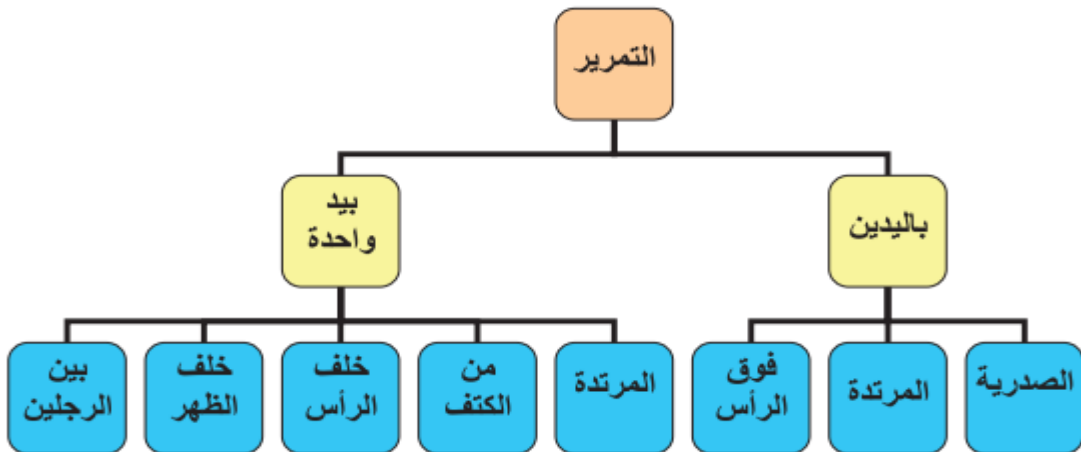 التمرير
باليدين
بيد
واحدة
الصدرية
المرتدة
فوق
الرأس
المرتدة
من
الكتف
خلف
الرأس
خلف
الظهر
بين
الرجلين